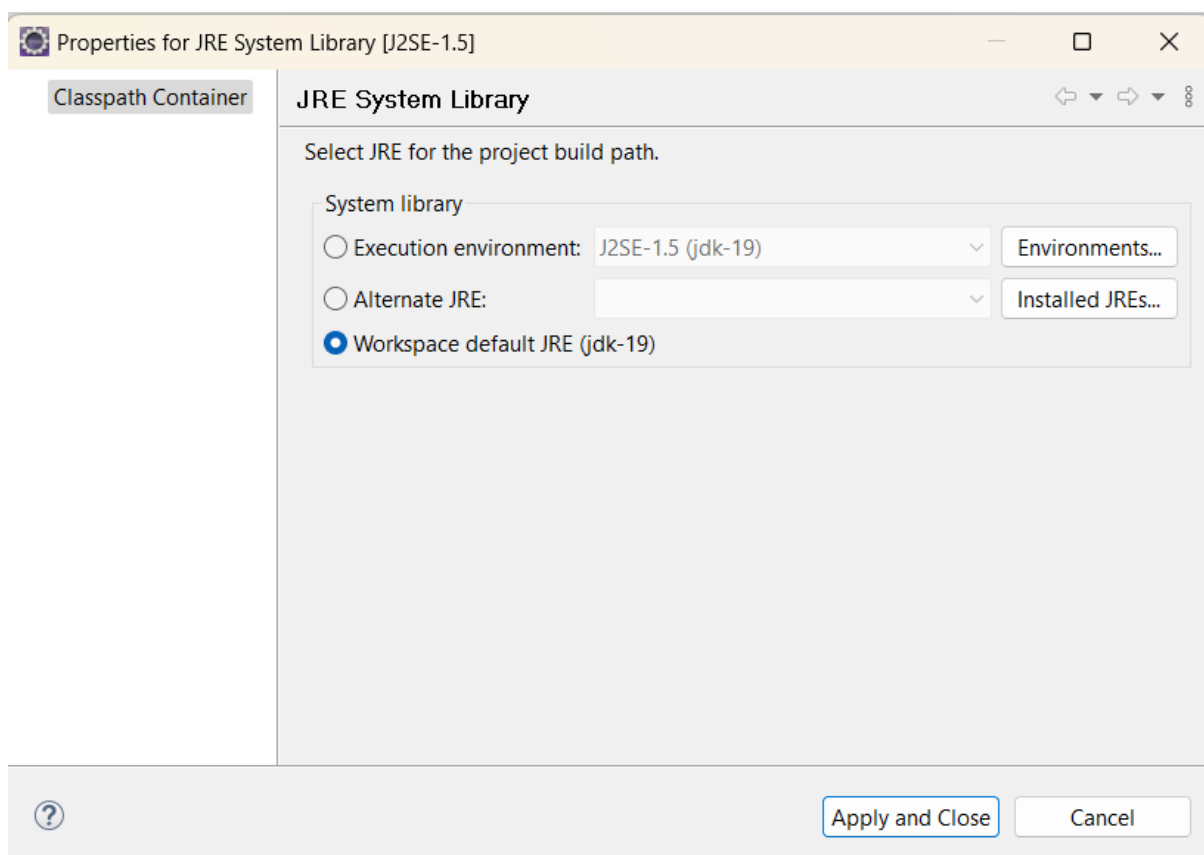 Properties for JRE System Library [J2SE-1.5]
Classpath Container
JRE System Library
Select JRE for the project build path.
System library
Execution environment: J2SE-1.5 (jdk-19) Environments...
Alternate JRE: Installed JREs...
Workspace default JRE (jdk-19)
? Apply and Close Cancel